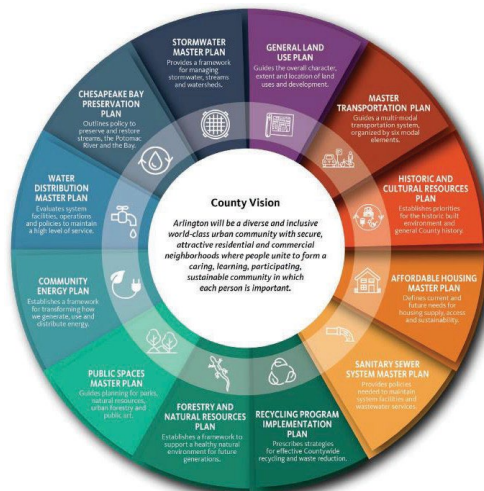 STORMWATER
MASTER PLAN
Provides a framework
for managing
stormwater, streams
and watersheds.
GENERAL LAND
USE PLAN
Guides the overall character,
extent and location of land
uses and development.
MASTER
TRANSPORTATION PLAN
Guides a multi-modal
transportation system,
organized by six modal
elements.
HISTORIC AND
CULTURAL RESOURCES
PLAN
Establishes priorities
for the historic built
environment and
general County history.
AFFORDABLE HOUSING
MASTER PLAN
Defines current and
future needs for
housing supply, access
and sustainability.
SANITARY SEWER
SYSTEM MASTER PLAN
Provides policies
needed to maintain
system facilities and
wastewater services.
RECYCLING PROGRAM
IMPLEMENTATION
PLAN
Prescribes strategies
for effective Countywide
recycling and waste reduction.
FORESTRY AND
NATURAL RESOURCES
PLAN
Establishes a framework to
support a healthy natural
environment for future
generations.
PUBLIC SPACES
MASTER PLAN
Guides planning for parks,
natural resources,
urban forestry and
public art.
COMMUNITY
ENERGY PLAN
Establishes a framework
for transforming how
we generate, use and
distribute energy.
WATER
DISTRIBUTION
MASTER PLAN
Evaluates system
facilities, operations
and policies to maintain
a high level of service.
CHESAPEAKE BAY
PRESERVATION
PLAN
Outlines policy to
preserve and restore
streams, the Potomac
River and the Bay.
County Vision
Arlington will be a diverse and inclusive
world-class urban community with secure,
attractive residential and commercial
neighborhoods where people unite to form a
caring, learning, participating,
sustainable community in which
each person is important.